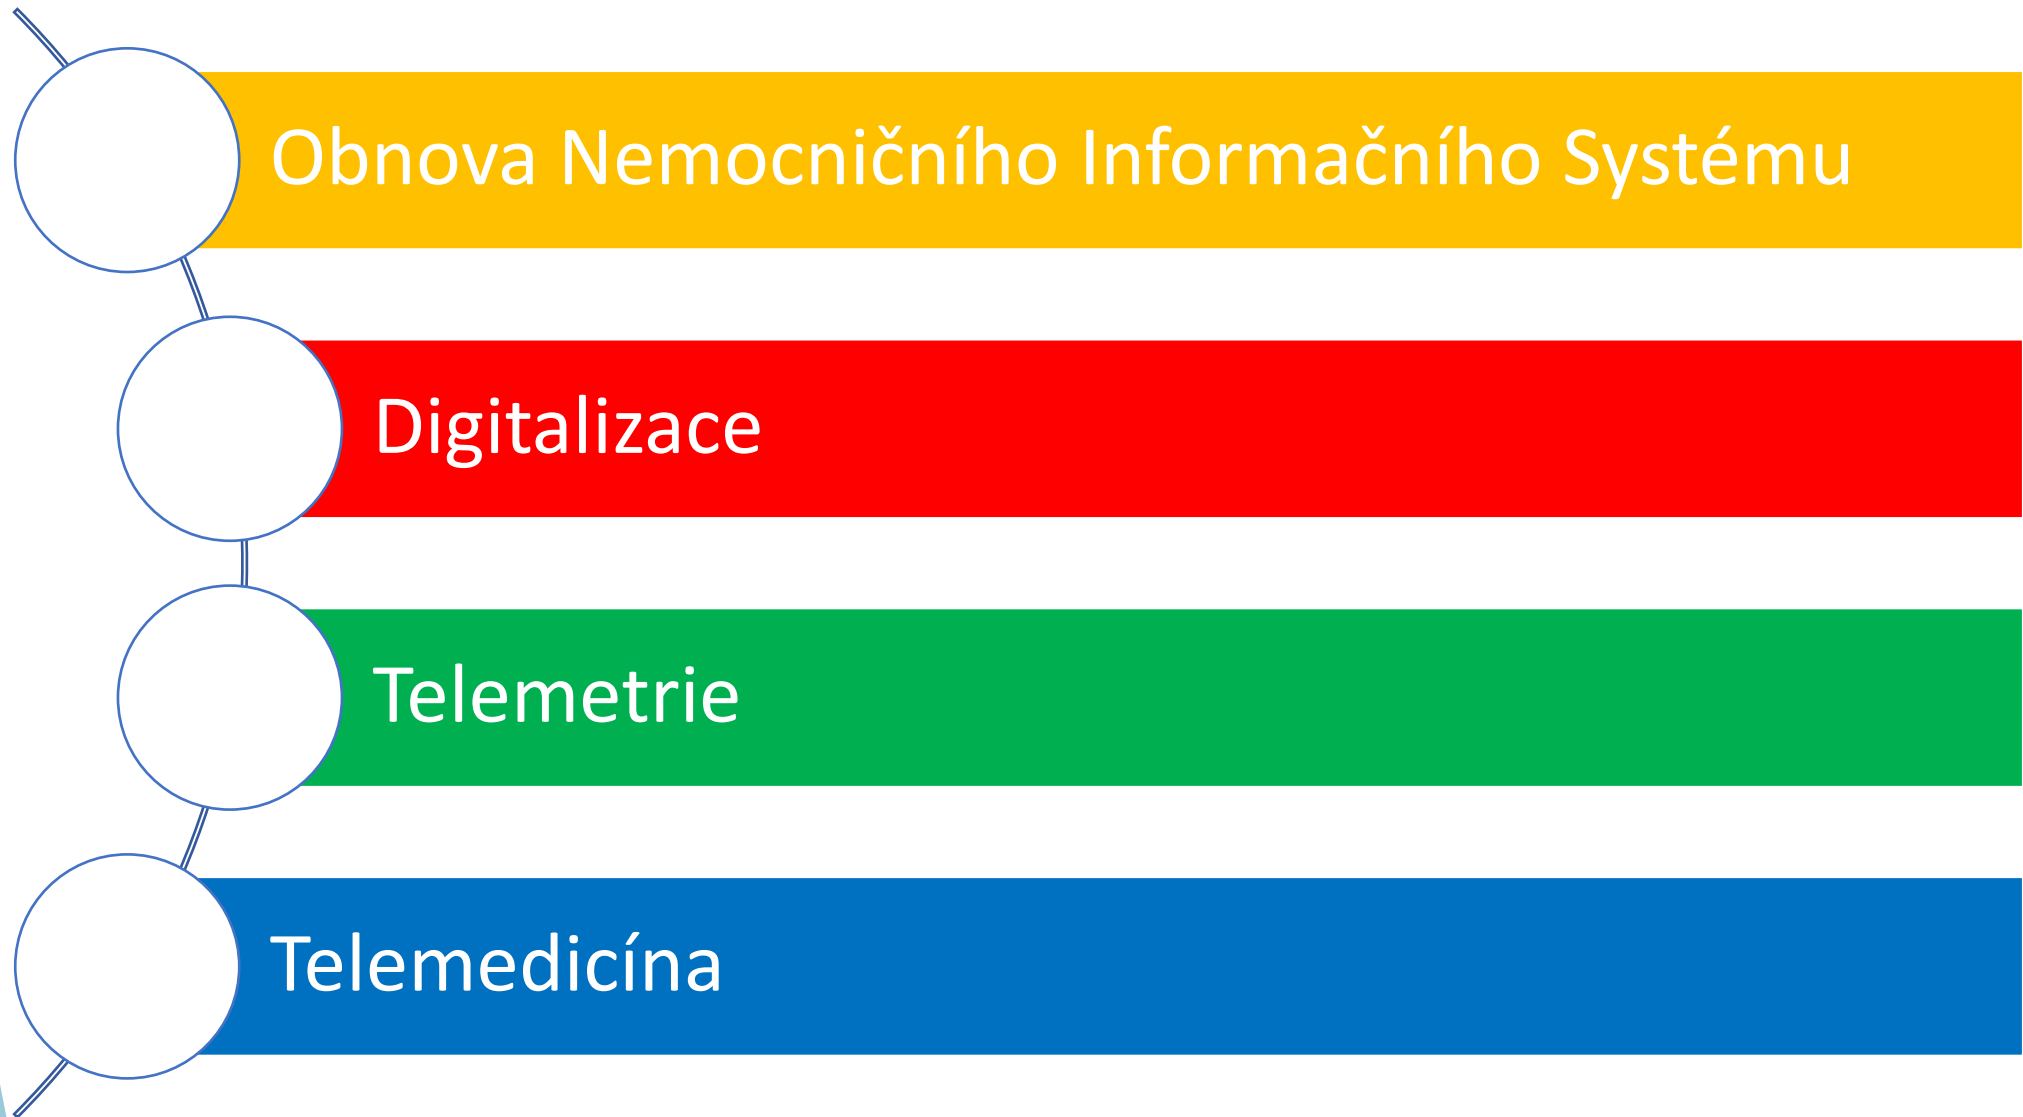 Obnova Nemocničního Informačního Systému
Digitalizace
Telemetrie
Telemedicína